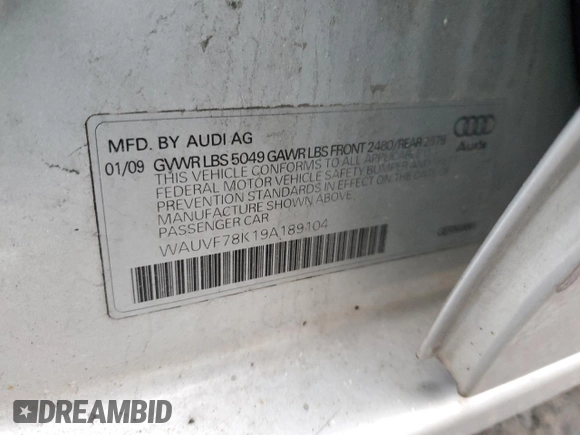 MFD. BY AUDI AG
01/09 GVWR LBS 5049 GAWR LBS FRONT 2480/REAR
THIS VEHICLE CONFORMS TO ALL APPLICABLE
FEDERAL MOTOR VEHICLE SAFETY BUMPER AND
PREVENTION STANDARDS IN EFFECT ON THE DATE OF
MANUFACTURE SHOWN ABOVE.
PASSENGER CAR
WAUVF78K19A189104
Audi
DREAMBID